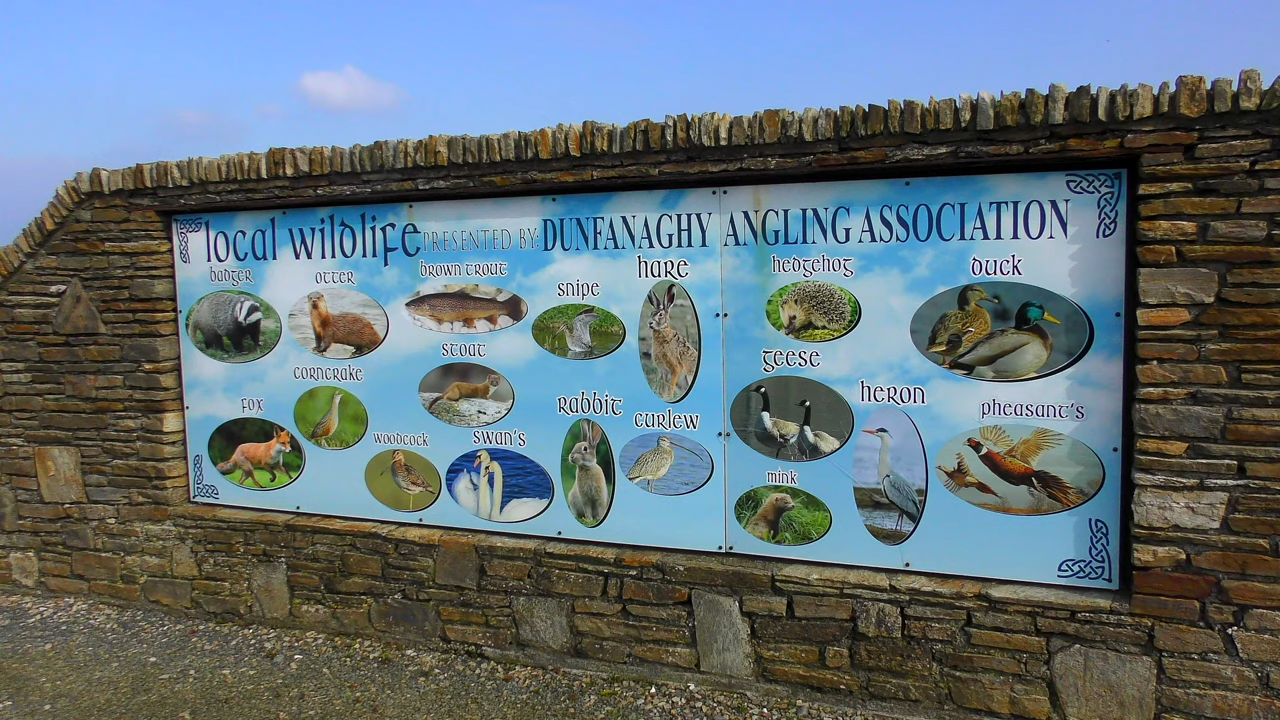 local wildlife PRESENTED BY: DUNFANAGHY ANGLING ASSOCIATION
Badger
Otter
Brown Trout
Snipe
Hare
Hedgehog
Duck
Stoat
Corncrake
Geese
Fox
Woodcock
Swan's
Rabbit
Curlew
Heron
Pheasant's
Mink